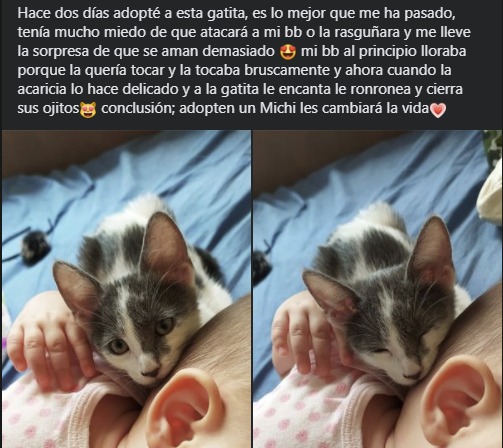 Hace dos días adopté a esta gatita, es lo mejor que me ha pasado,
tenía mucho miedo de que atacará a mi bb o la rasguñara y me lleve
la sorpresa de que se aman demasiado 🤩 mi bb al principio lloraba
porque la quería tocar y la tocaba bruscamente y ahora cuando la
acaricia lo hace delicado y a la gatita le encanta le ronronea y cierra
sus ojitos😻 conclusión; adopten un Michi les cambiará la vida💗